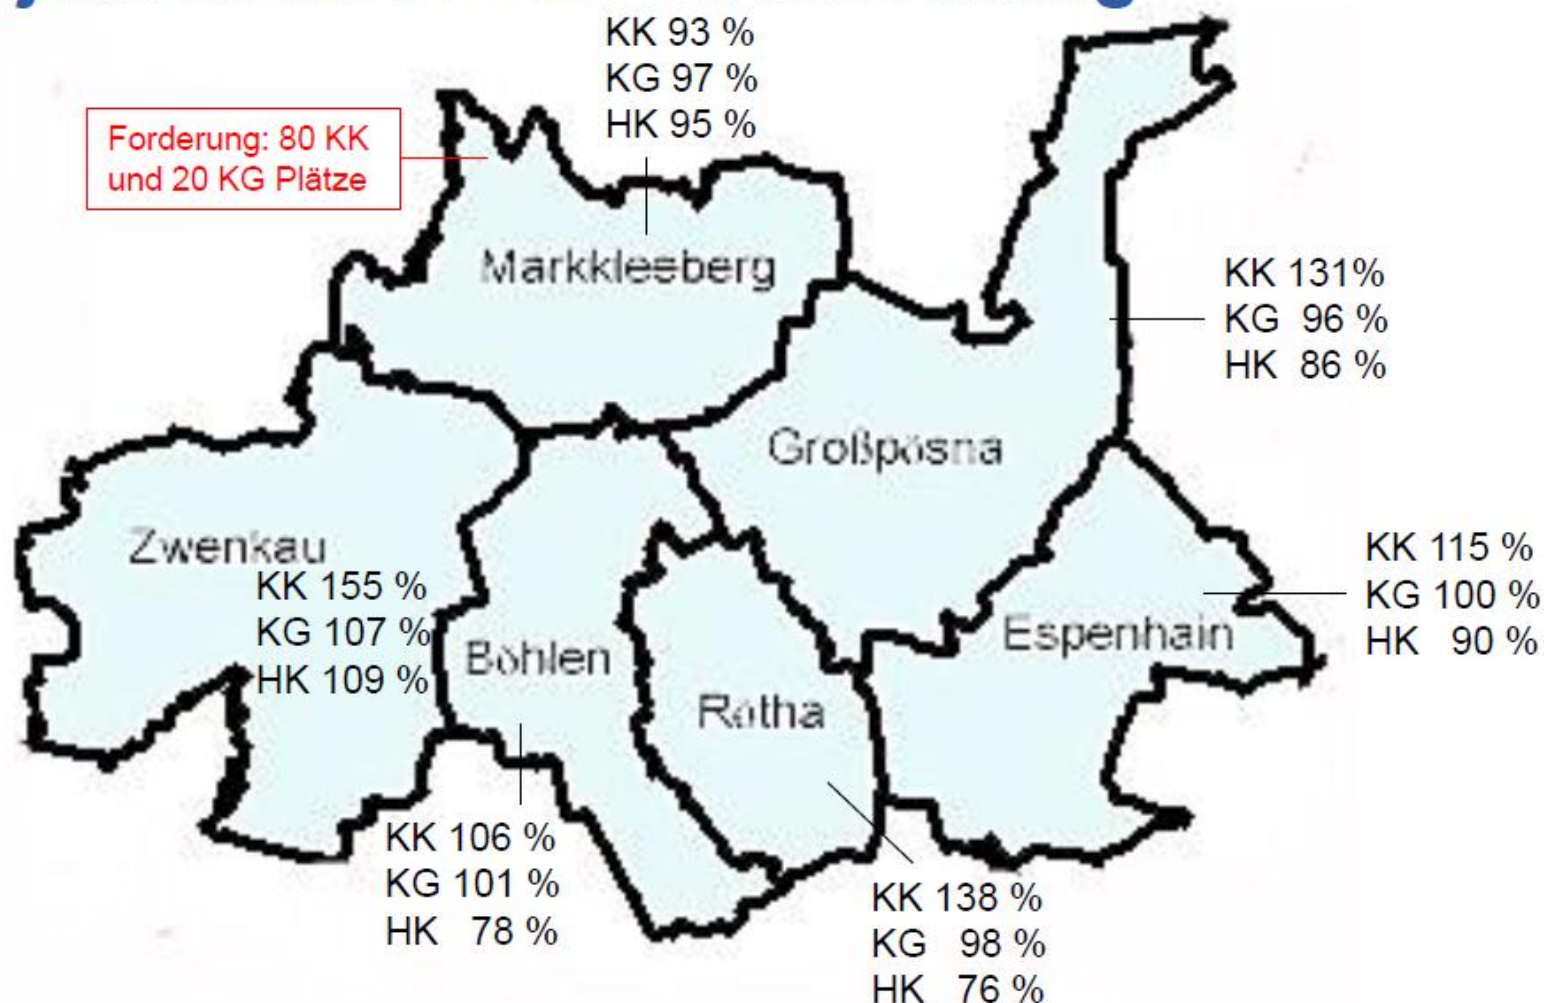 KK 93 %
KG 97 %
HK 95 %
Forderung: 80 KK
und 20 KG Plätze
Markkleeberg
KK 131%
KG 96 %
HK 86 %
Großpösna
Zwenkau
KK 155 %
KG 107 %
HK 109 %
KK 115 %
KG 100 %
HK 90 %
Espenhain
Böhlen
Rötha
KK 106 %
KG 101 %
HK 78 %
KK 138 %
KG 98 %
HK 76 %